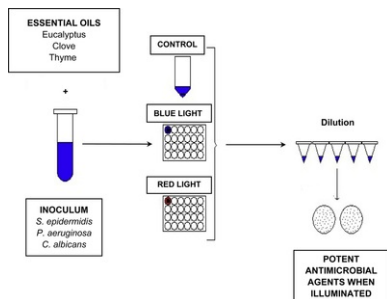 ESSENTIAL OILS
Eucalyptus
Clove
Thyme
+
INOCULUM
S. epidermidis
P. aeruginosa
C. albicans
CONTROL
BLUE LIGHT
RED LIGHT
Dilution
POTENT
ANTIMICROBIAL
AGENTS WHEN
ILLUMINATED